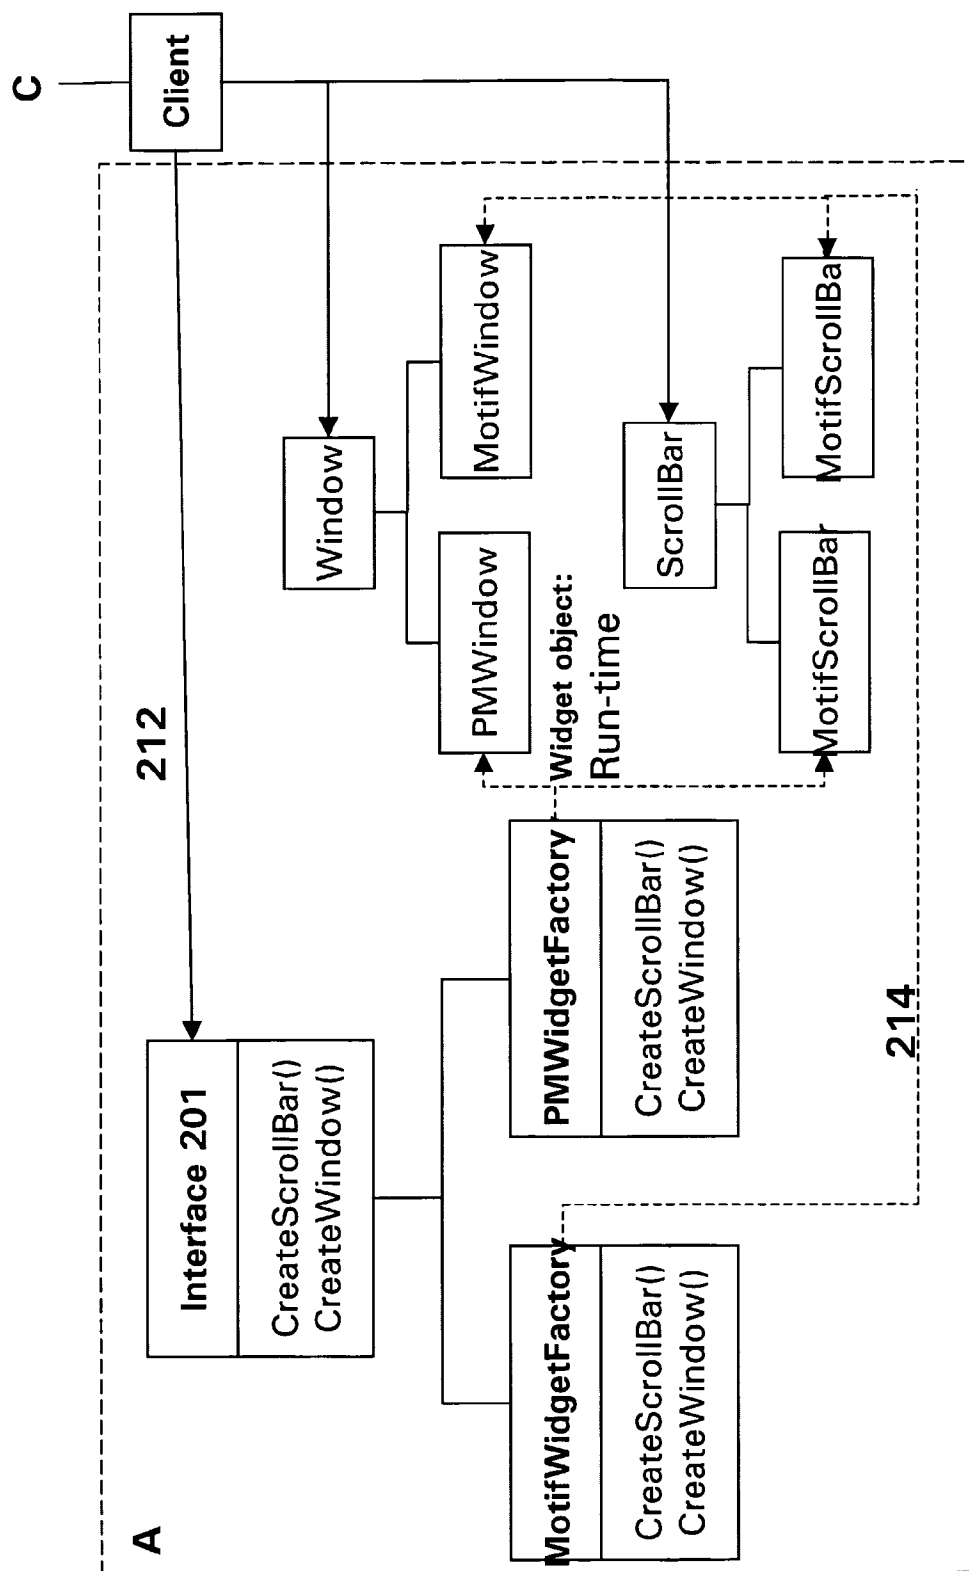 A
C
Client
212
Interface 201
CreateScrollBar()
CreateWindow()
Window
PMWindow
MotifWindow
MotifWidgetFactory
CreateScrollBar()
CreateWindow()
PMWidgetFactory
CreateScrollBar()
CreateWindow()
Widget object:
Run-time
ScrollBar
MotifScrollBar
MotifScrollBa
214